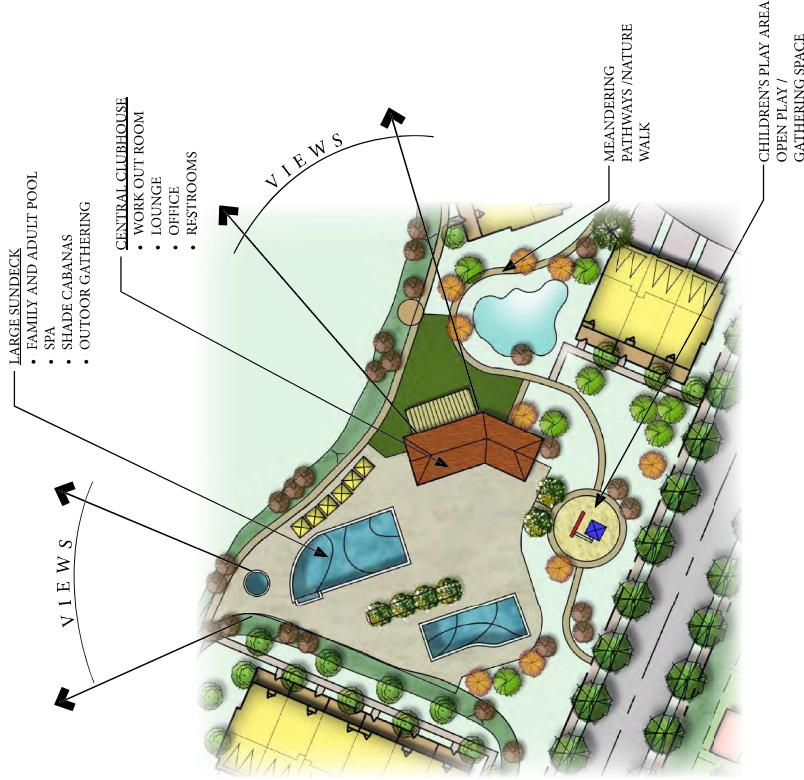 LARGE SUNDECK
• FAMILY AND ADULT POOL
• SPA
• SHADE CABANAS
• OUTOOR GATHERING
CENTRAL CLUBHOUSE
• WORK OUT ROOM
• LOUNGE
• OFFICE
• RESTROOMS
VIEWS
VIEWS
MEANDERING
PATHWAYS /NATURE
WALK
CHILDREN'S PLAY AREA
OPEN PLAY /
GATHERING SPACE